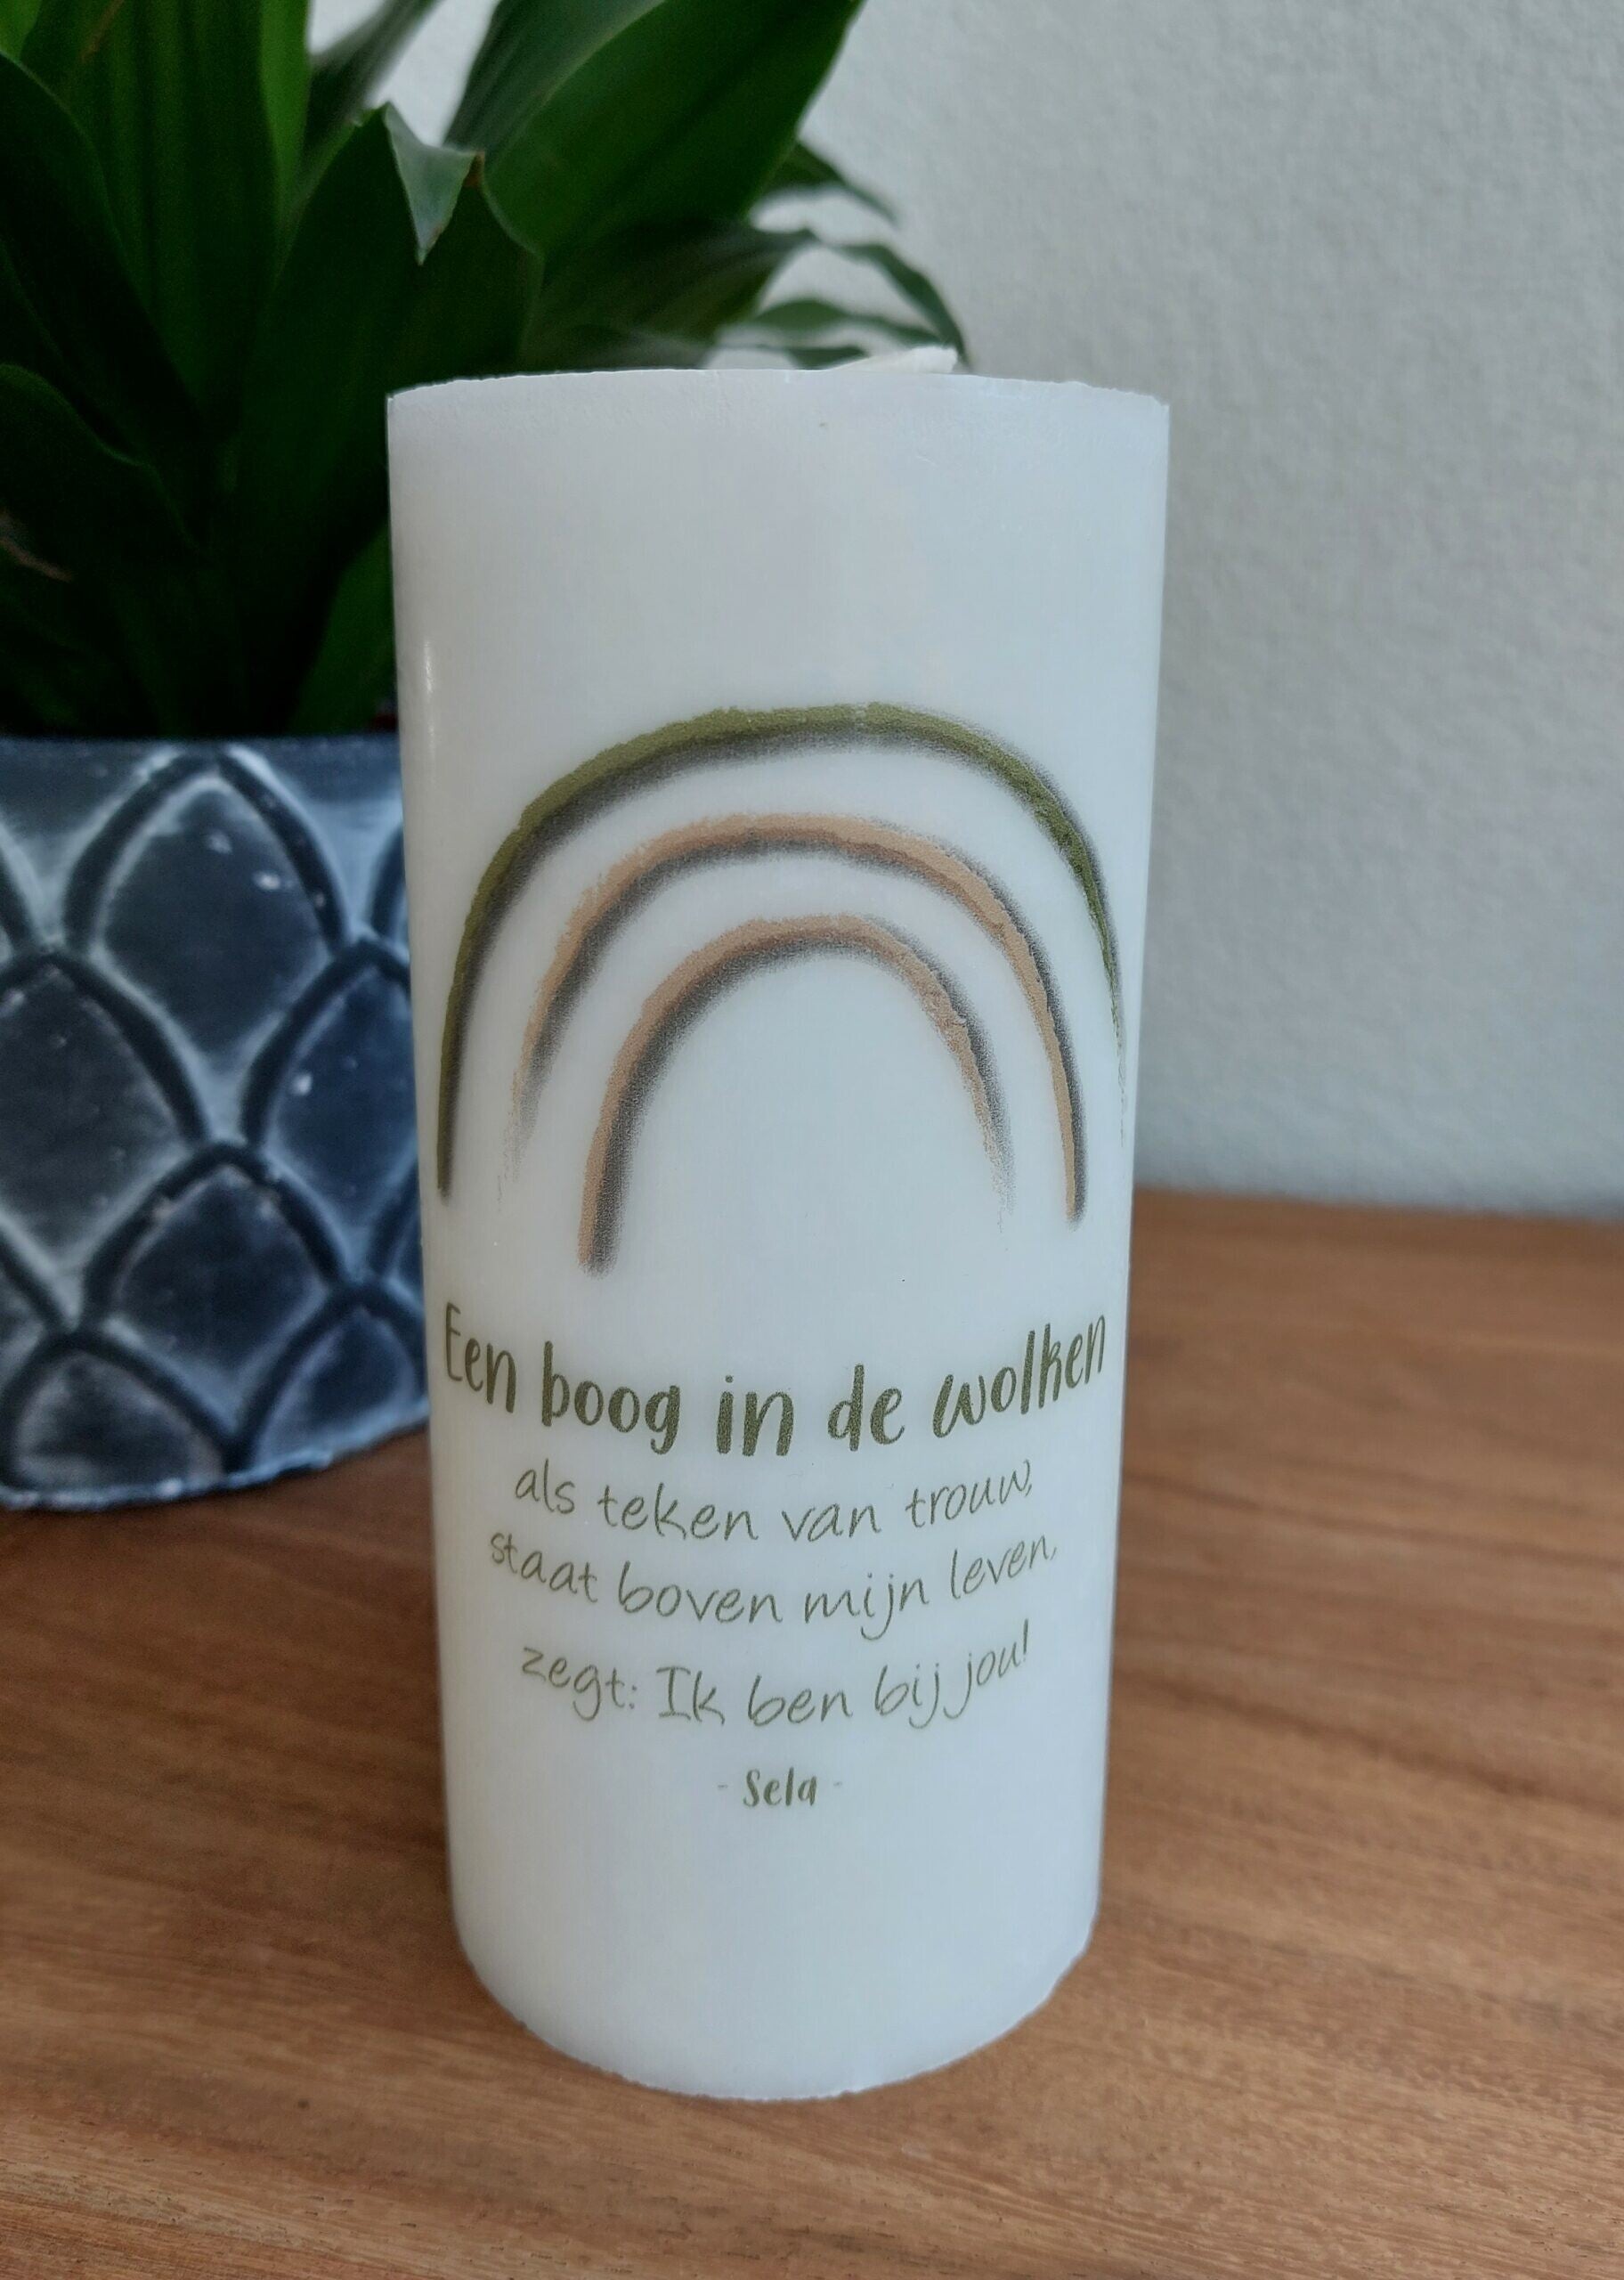 Een boog in de wolken
als teken van trouw,
staat boven mijn leven,
zegt: Ik ben bij jou!
- Sela -